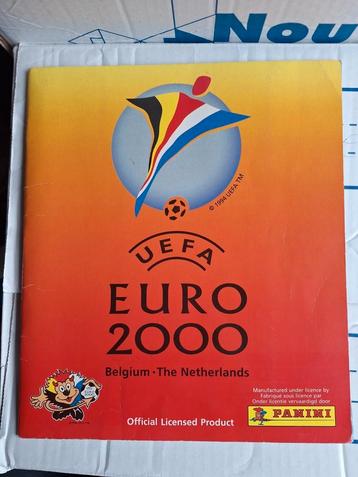 Nou
© 1994 UEFA TM
UEFA
EURO
2000
Belgium · The Netherlands
Manufactured under licence by
Fabriqué sous licence par
Onder licentie vervaardigd door
PANINI
Official Licensed Product